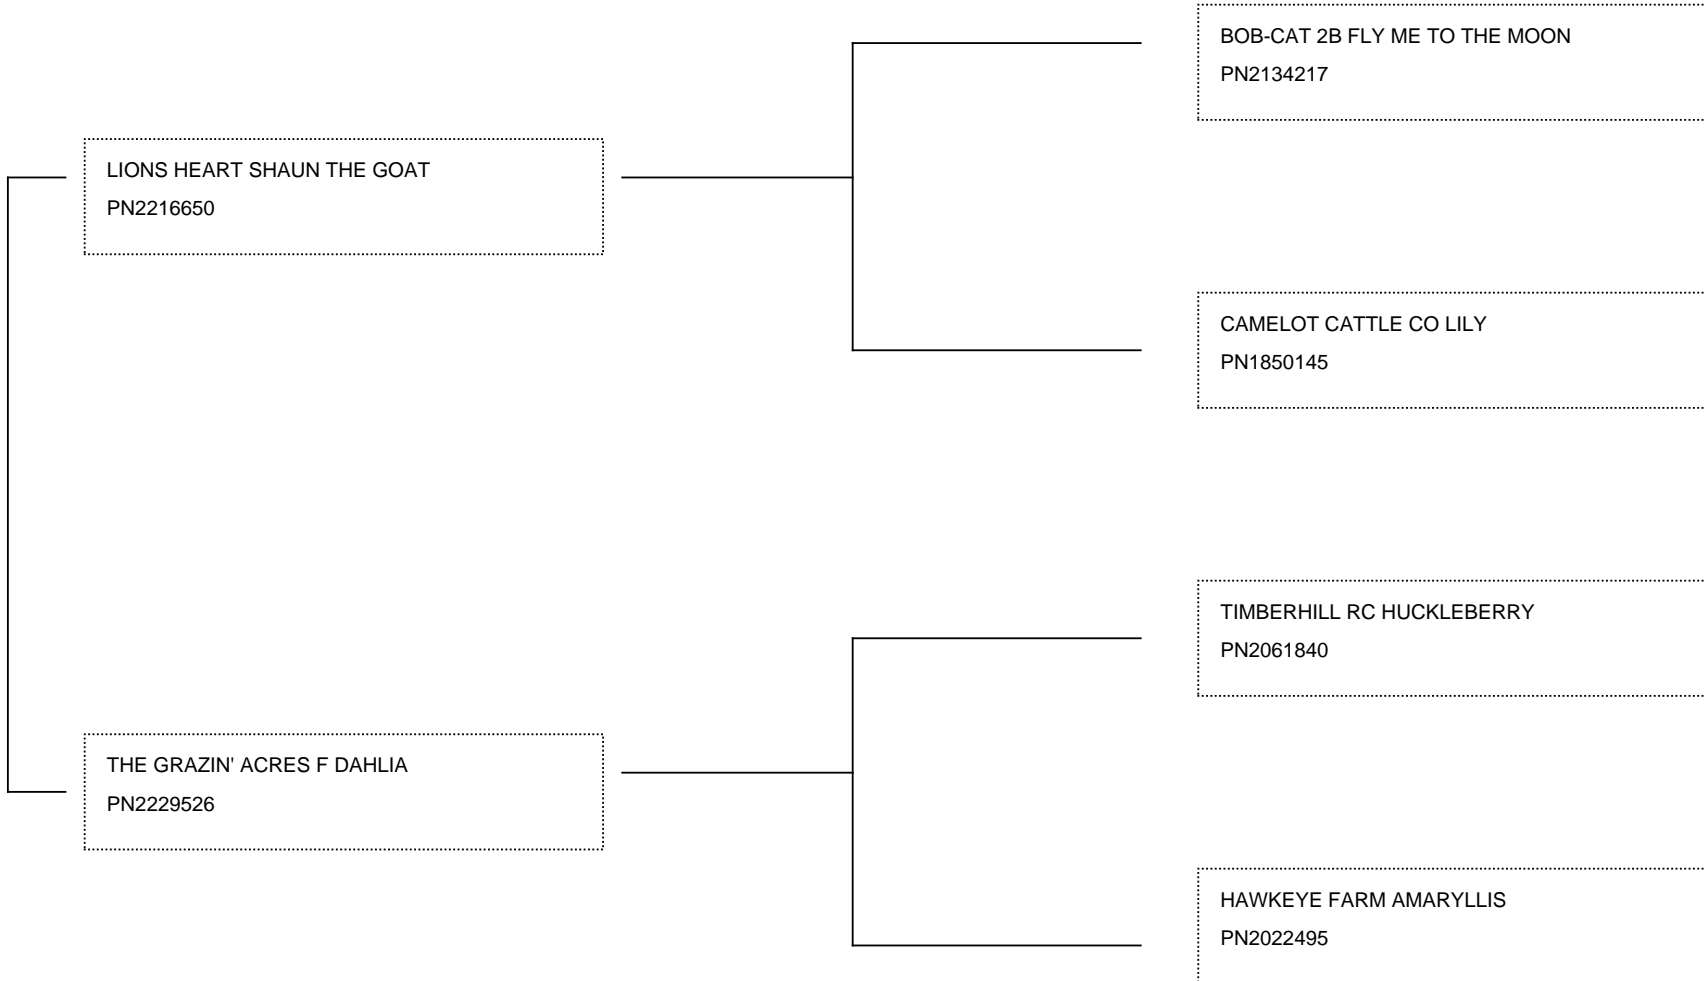 BOB-CAT 2B FLY ME TO THE MOON
PN2134217
LIONS HEART SHAUN THE GOAT
PN2216650
CAMELOT CATTLE CO LILY
PN1850145
TIMBERHILL RC HUCKLEBERRY
PN2061840
THE GRAZIN' ACRES F DAHLIA
PN2229526
HAWKEYE FARM AMARYLLIS
PN2022495